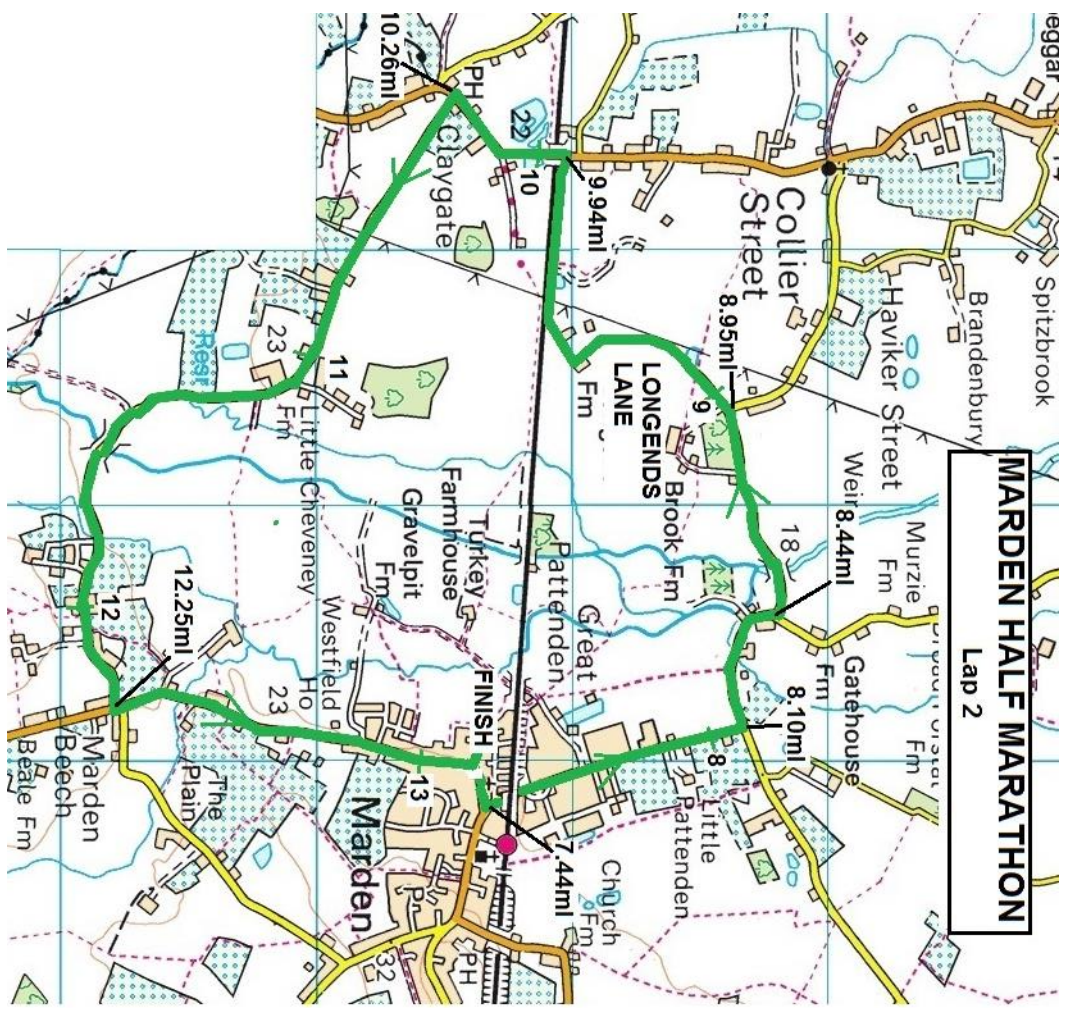 MARDEN HALF MARATHON
Lap 2
Spitzbrook
Brandenbury
Haviker Street
Collier
Street
Murzie
Fm
Weir
8.44ml
Gatehouse
Fm
8.10ml
18
8.95ml
9
LONGENDS
LANE
Brook Fm
Fm
9.94ml
22
10
PH
10.26ml
Claygate
Great
Pattenden
Little
Pattenden
8
Church
Fm
7.44ml
Turkey
Farmhouse
Gravelpit
Fm
FINISH
Westfield
Ho
23
Little Cheveney
Fm
11
23
Resr
12
12.25ml
13
Marden
The
Plain
Marden
Beech
Beale Fm
Pr
32
PH